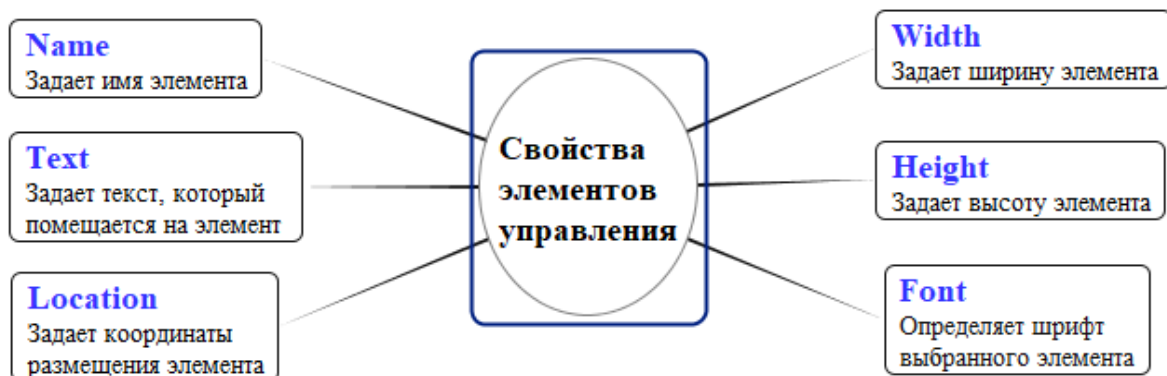 Name
Задает имя элемента
Text
Задает текст, который
помещается на элемент
Location
Задает координаты
размещения элемента
Свойства
элементов
управления
Width
Задает ширину элемента
Height
Задает высоту элемента
Font
Определяет шрифт
выбранного элемента